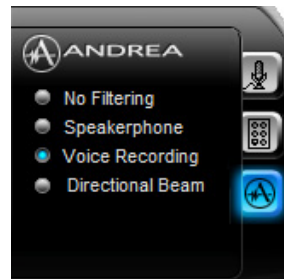 ANDREA
No Filtering
Speakerphone
Voice Recording
Directional Beam